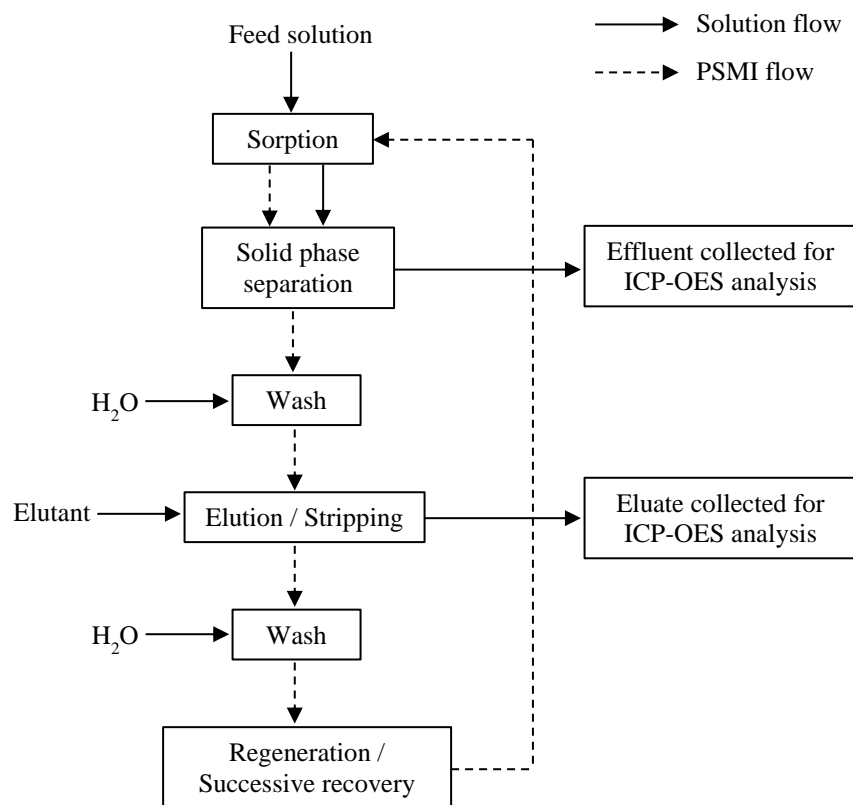 Feed solution
Solution flow
PSMI flow
Sorption
Solid phase
separation
Effluent collected for
ICP-OES analysis
H₂O
Wash
Elutant
Elution / Stripping
Eluate collected for
ICP-OES analysis
H₂O
Wash
Regeneration /
Successive recovery